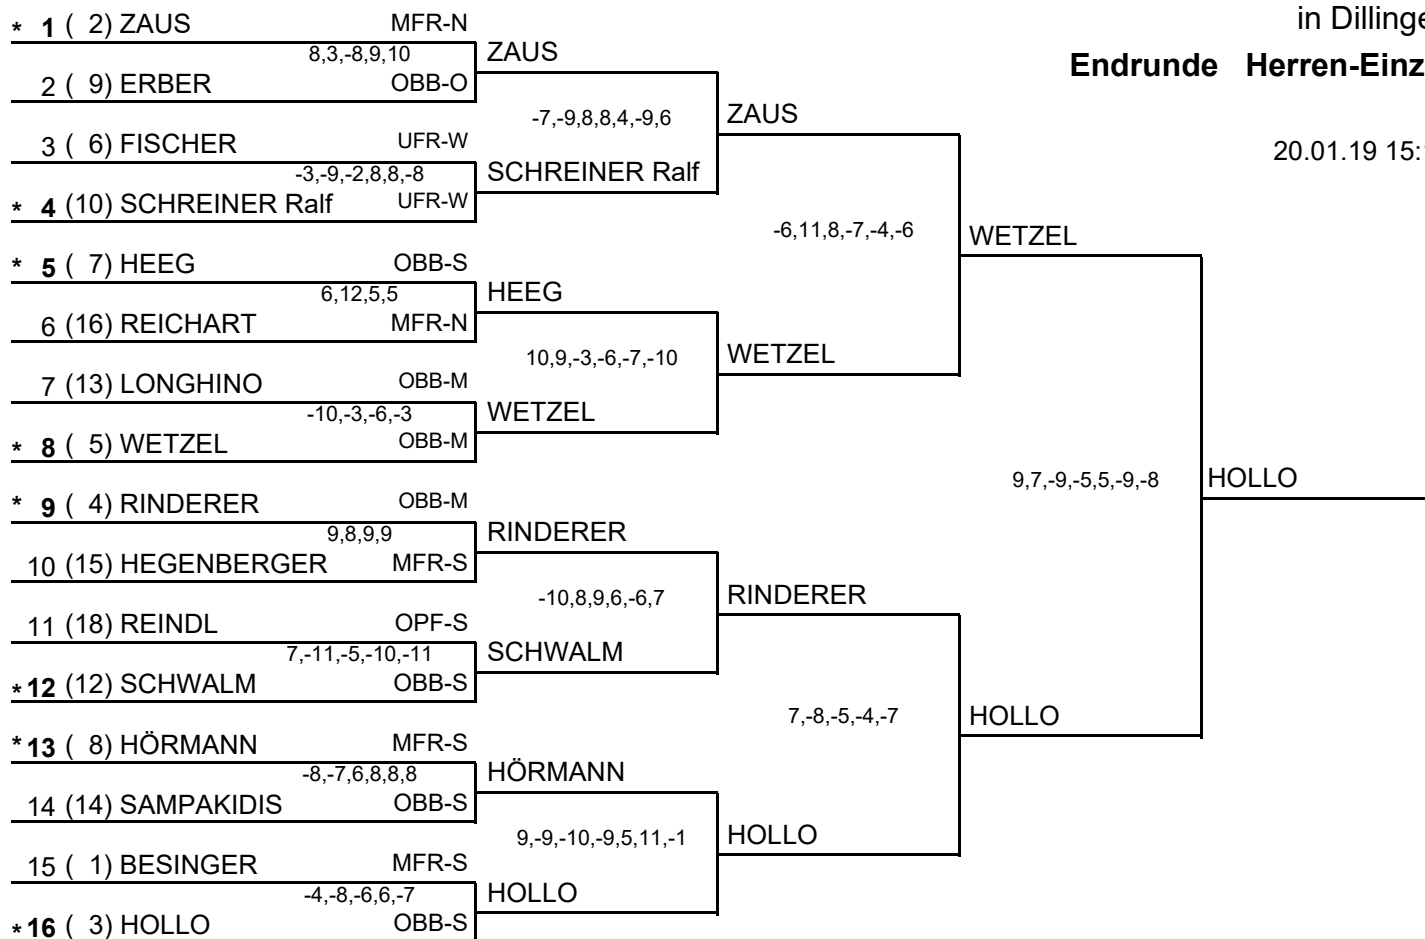 in Dillinge
* 1 ( 2) ZAUS MFR-N
8,3,-8,9,10 ZAUS
Endrunde Herren-Einz
2 ( 9) ERBER OBB-O
-7,-9,8,8,4,-9,6 ZAUS
3 ( 6) FISCHER UFR-W
20.01.19 15:
-3,-9,-2,8,8,-8 SCHREINER Ralf
* 4 (10) SCHREINER Ralf UFR-W
-6,11,8,-7,-4,-6 WETZEL
* 5 ( 7) HEEG OBB-S
6,12,5,5 HEEG
6 (16) REICHART MFR-N
10,9,-3,-6,-7,-10 WETZEL
7 (13) LONGHINO OBB-M
-10,-3,-6,-3 WETZEL
* 8 ( 5) WETZEL OBB-M
9,7,-9,-5,5,-9,-8 HOLLO
* 9 ( 4) RINDERER OBB-M
9,8,9,9 RINDERER
10 (15) HEGENBERGER MFR-S
-10,8,9,6,-6,7 RINDERER
11 (18) REINDL OPF-S
7,-11,-5,-10,-11 SCHWALM
* 12 (12) SCHWALM OBB-S
7,-8,-5,-4,-7 HOLLO
* 13 ( 8) HÖRMANN MFR-S
-8,-7,6,8,8,8 HÖRMANN
14 (14) SAMPAKIDIS OBB-S
9,-9,-10,-9,5,11,-1 HOLLO
15 ( 1) BESINGER MFR-S
-4,-8,-6,6,-7 HOLLO
* 16 ( 3) HOLLO OBB-S